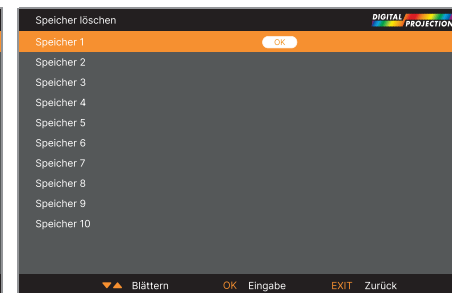 Speicher löschen
DIGITAL
PROJECTION
Speicher 1 OK
Speicher 2
Speicher 3
Speicher 4
Speicher 5
Speicher 6
Speicher 7
Speicher 8
Speicher 9
Speicher 10
Blättern OK Eingabe EXIT Zurück